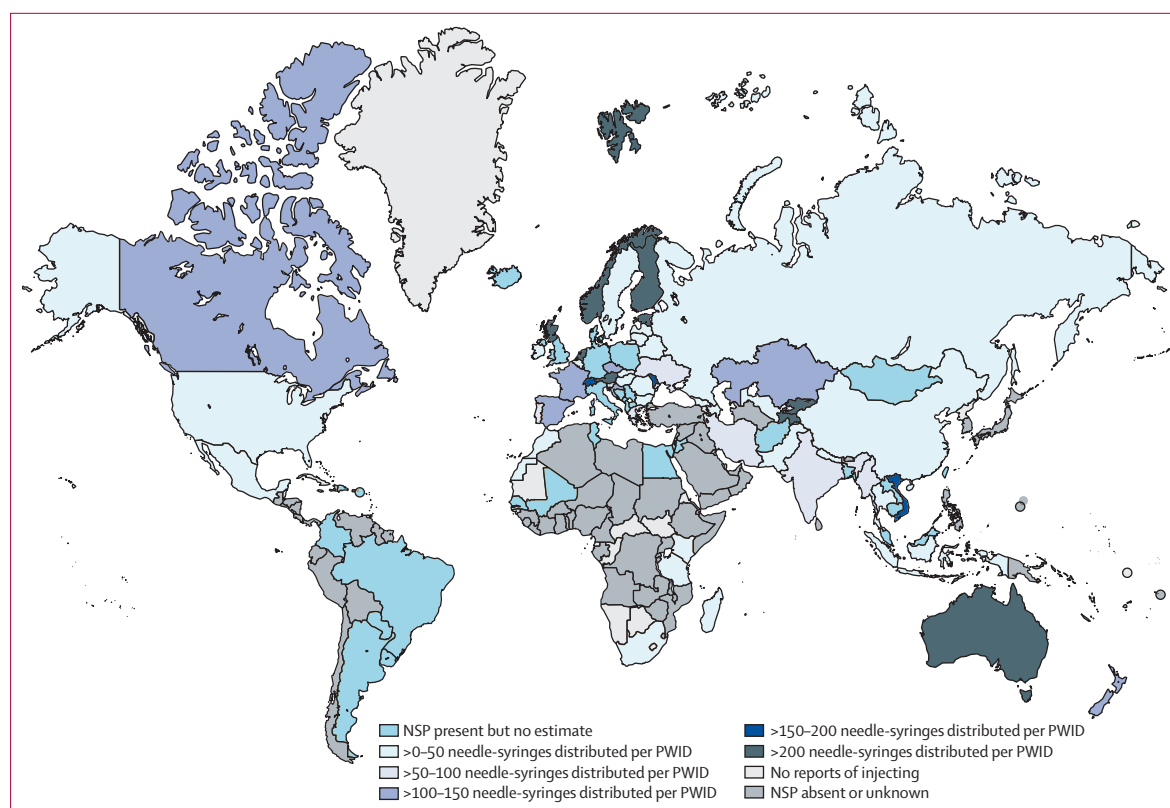 NSP present but no estimate
>0–50 needle-syringes distributed per PWID
>50–100 needle-syringes distributed per PWID
>100–150 needle-syringes distributed per PWID
>150–200 needle-syringes distributed per PWID
>200 needle-syringes distributed per PWID
No reports of injecting
NSP absent or unknown